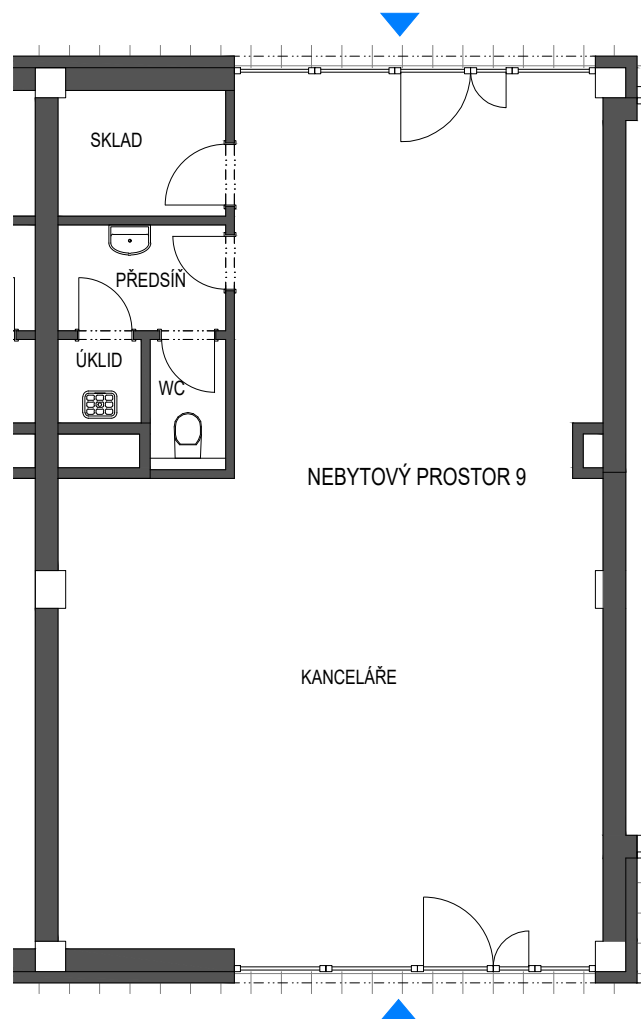 SKLAD
PŘEDSÍŇ
ÚKLID
WC
NEBYTOVÝ PROSTOR 9
KANCELÁŘE